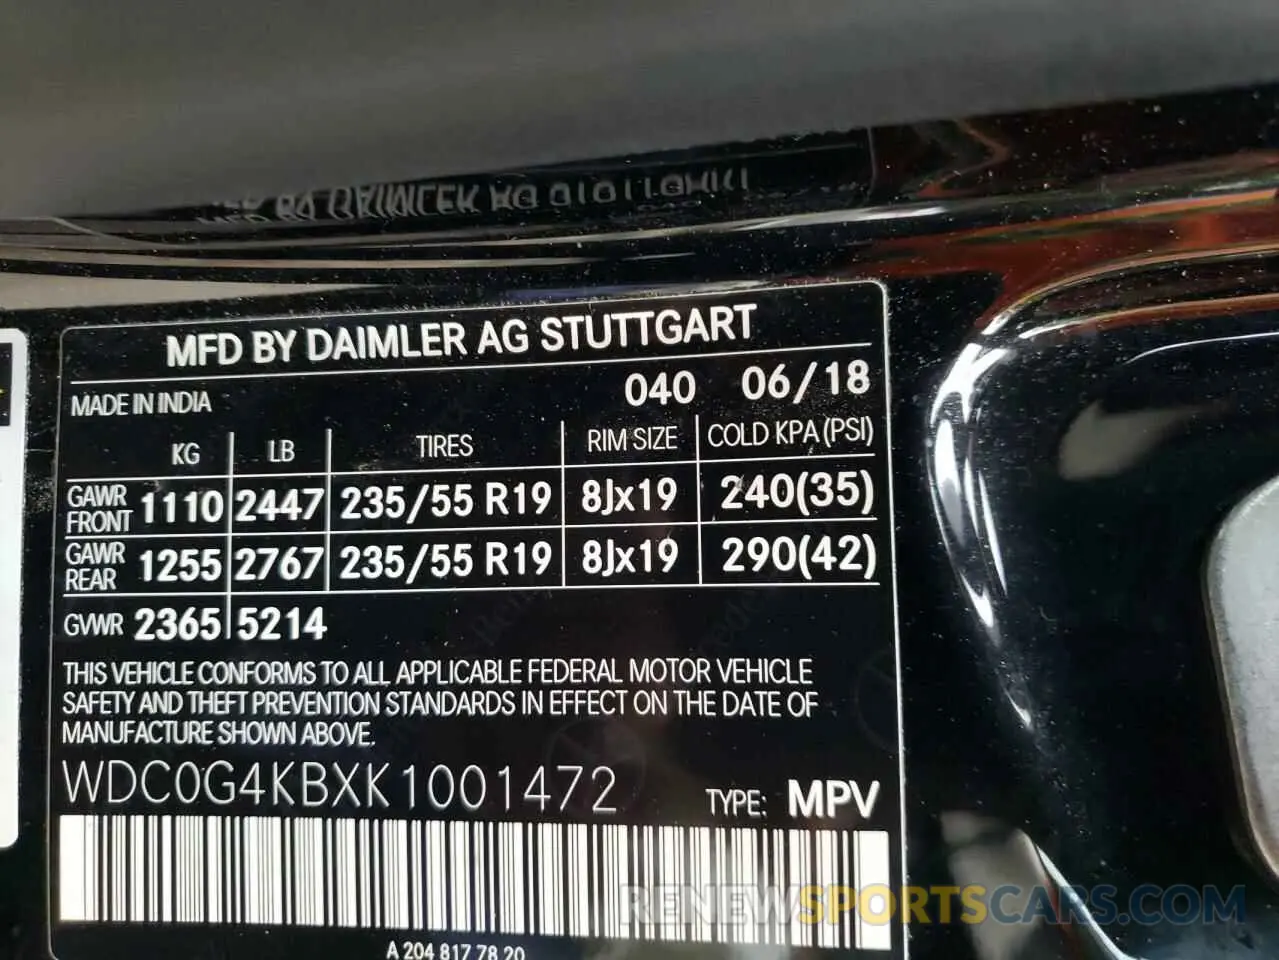 MFD BY DAIMLER AG STUTTGART
MADE IN INDIA 040 06/18
KG LB TIRES RIM SIZE COLD KPA (PSI)
GAWR FRONT 1110 2447 235/55 R19 8Jx19 240(35)
GAWR REAR 1255 2767 235/55 R19 8Jx19 290(42)
GVWR 2365 5214
THIS VEHICLE CONFORMS TO ALL APPLICABLE FEDERAL MOTOR VEHICLE
SAFETY AND THEFT PREVENTION STANDARDS IN EFFECT ON THE DATE OF
MANUFACTURE SHOWN ABOVE.
WDC0G4KBXK1001472 TYPE: MPV
RENEWSPORTSCARS.COM
A 204 817 78 20